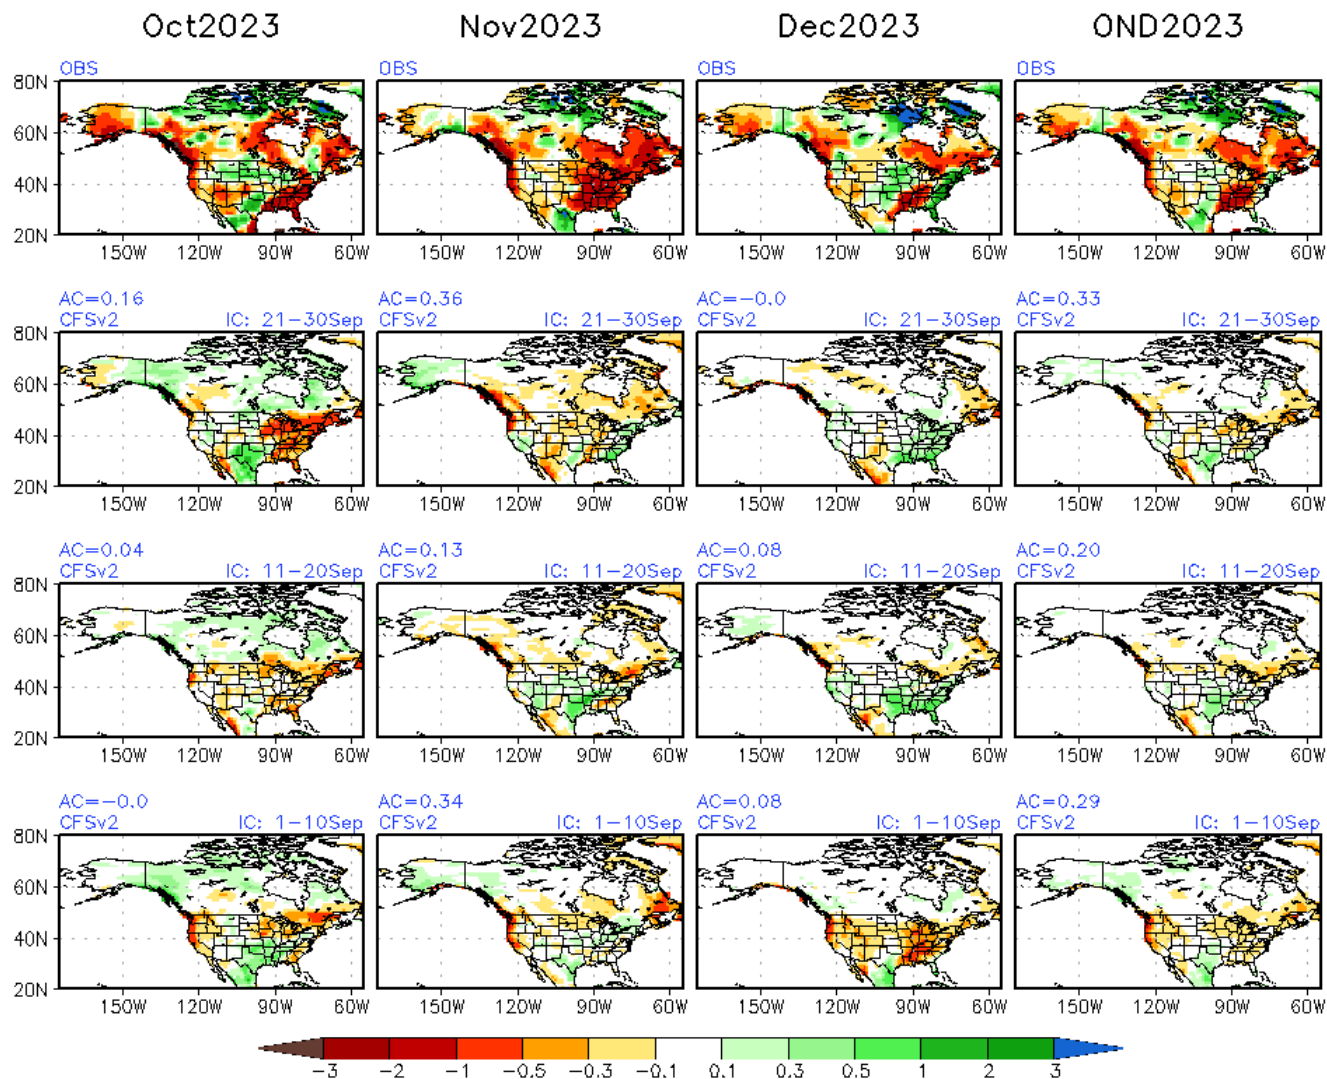 Oct2023 Nov2023 Dec2023 OND2023
OBS OBS OBS OBS
80N
60N
40N
20N
150W 120W 90W 60W 150W 120W 90W 60W 150W 120W 90W 60W 150W 120W 90W 60W
AC=0.16 AC=0.36 AC=-0.0 AC=0.33
CFSv2 IC: 21-30Sep CFSv2 IC: 21-30Sep CFSv2 IC: 21-30Sep CFSv2 IC: 21-30Sep
80N
60N
40N
20N
150W 120W 90W 60W 150W 120W 90W 60W 150W 120W 90W 60W 150W 120W 90W 60W
AC=0.04 AC=0.13 AC=0.08 AC=0.20
CFSv2 IC: 11-20Sep CFSv2 IC: 11-20Sep CFSv2 IC: 11-20Sep CFSv2 IC: 11-20Sep
80N
60N
40N
20N
150W 120W 90W 60W 150W 120W 90W 60W 150W 120W 90W 60W 150W 120W 90W 60W
AC=-0.0 AC=0.34 AC=0.08 AC=0.29
CFSv2 IC: 1-10Sep CFSv2 IC: 1-10Sep CFSv2 IC: 1-10Sep CFSv2 IC: 1-10Sep
80N
60N
40N
20N
150W 120W 90W 60W 150W 120W 90W 60W 150W 120W 90W 60W 150W 120W 90W 60W
-3 -2 -1 -0.5 -0.3 -0.1 0.1 0.3 0.5 1 2 3